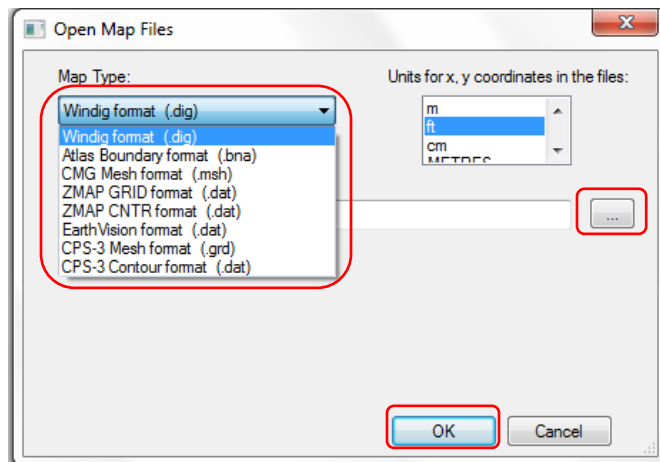 Open Map Files
Map Type:
Units for x, y coordinates in the files:
Windig format (.dig)
Windig format (.dig)
Atlas Boundary format (.bna)
CMG Mesh format (.msh)
ZMAP GRID format (.dat)
ZMAP CNTR format (.dat)
EarthVision format (.dat)
CPS-3 Mesh format (.grd)
CPS-3 Contour format (.dat)
m
ft
cm
METRES
...
OK
Cancel